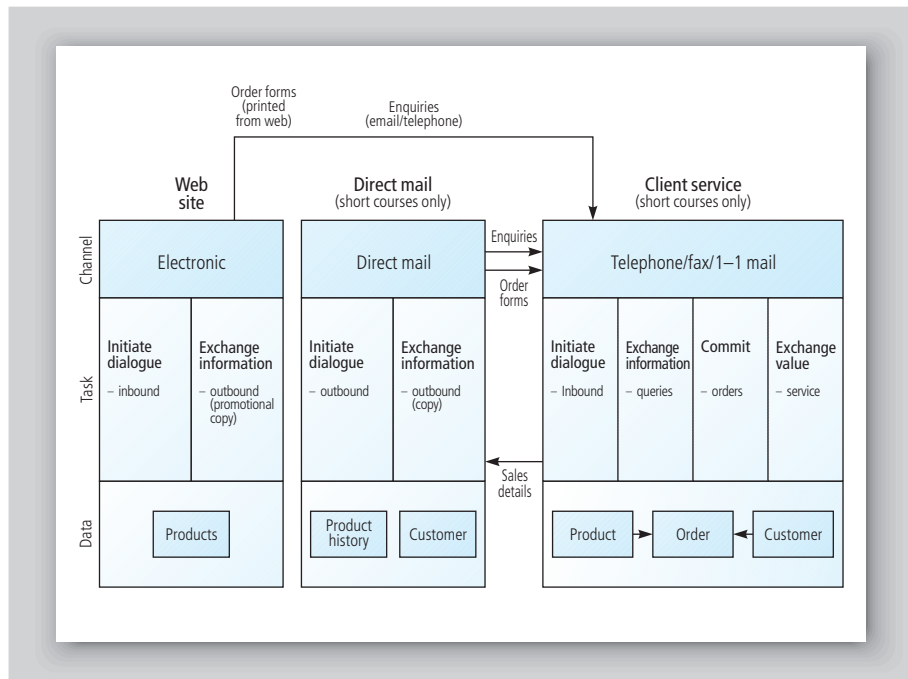 Order forms
(printed
from web)
Enquiries
(email/telephone)
Web
site
Direct mail
(short courses only)
Client service
(short courses only)
Channel
Electronic
Direct mail
Enquiries
Order
forms
Telephone/fax/1–1 mail
Task
Initiate
dialogue
– inbound
Exchange
information
– outbound
(promotional
copy)
Initiate
dialogue
– outbound
Exchange
information
– outbound
(copy)
Initiate
dialogue
– Inbound
Exchange
information
– queries
Commit
– orders
Exchange
value
– service
Sales
details
Data
Products
Product
history
Customer
Product
Order
Customer